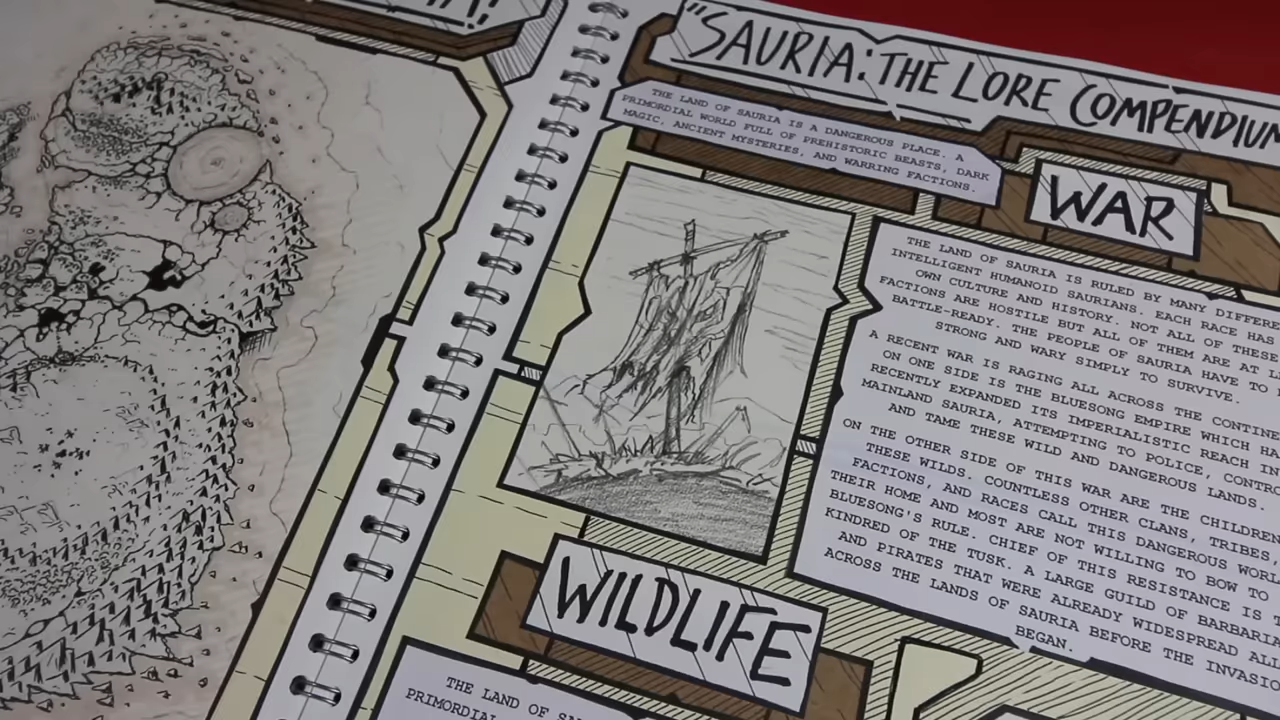 "SAURIA: THE LORE COMPENDIUM
THE LAND OF SAURIA IS A DANGEROUS PLACE. A
PRIMORDIAL WORLD FULL OF PREHISTORIC BEASTS, DARK
MAGIC, ANCIENT MYSTERIES, AND WARRING FACTIONS.
WAR
THE LAND OF SAURIA IS RULED BY MANY
INTELLIGENT HUMANOID SAURIANS. EACH RACE HAS
OWN CULTURE AND HISTORY. NOT ALL OF THESE
FACTIONS ARE HOSTILE BUT ALL OF THEM ARE AT
BATTLE-READY. THE PEOPLE OF SAURIA HAVE TO
STRONG AND WARY SIMPLY TO SURVIVE.
A RECENT WAR IS RAGING ALL ACROSS THE
ON ONE SIDE IS THE BLUESONG EMPIRE WHICH
RECENTLY EXPANDED ITS IMPERIALISTIC REACH
MAINLAND SAURIA, ATTEMPTING TO POLICE,
AND TAME THESE WILD AND DANGEROUS LANDS.
ON THE OTHER SIDE OF THIS WAR ARE THE CHILDREN
THESE WILDS. COUNTLESS OTHER CLANS, TRIBES,
FACTIONS, AND RACES CALL THIS DANGEROUS
THEIR HOME AND MOST ARE NOT WILLING TO BOW TO
BLUESONG'S RULE. CHIEF OF THIS RESISTANCE IS
KINDRED OF THE TUSK. A LARGE GUILD OF
AND PIRATES THAT WERE ALREADY WIDESPREAD
ACROSS THE LANDS OF SAURIA BEFORE THE
BEGAN.
WILDLIFE
THE LAND OF
PRIMORDIAL